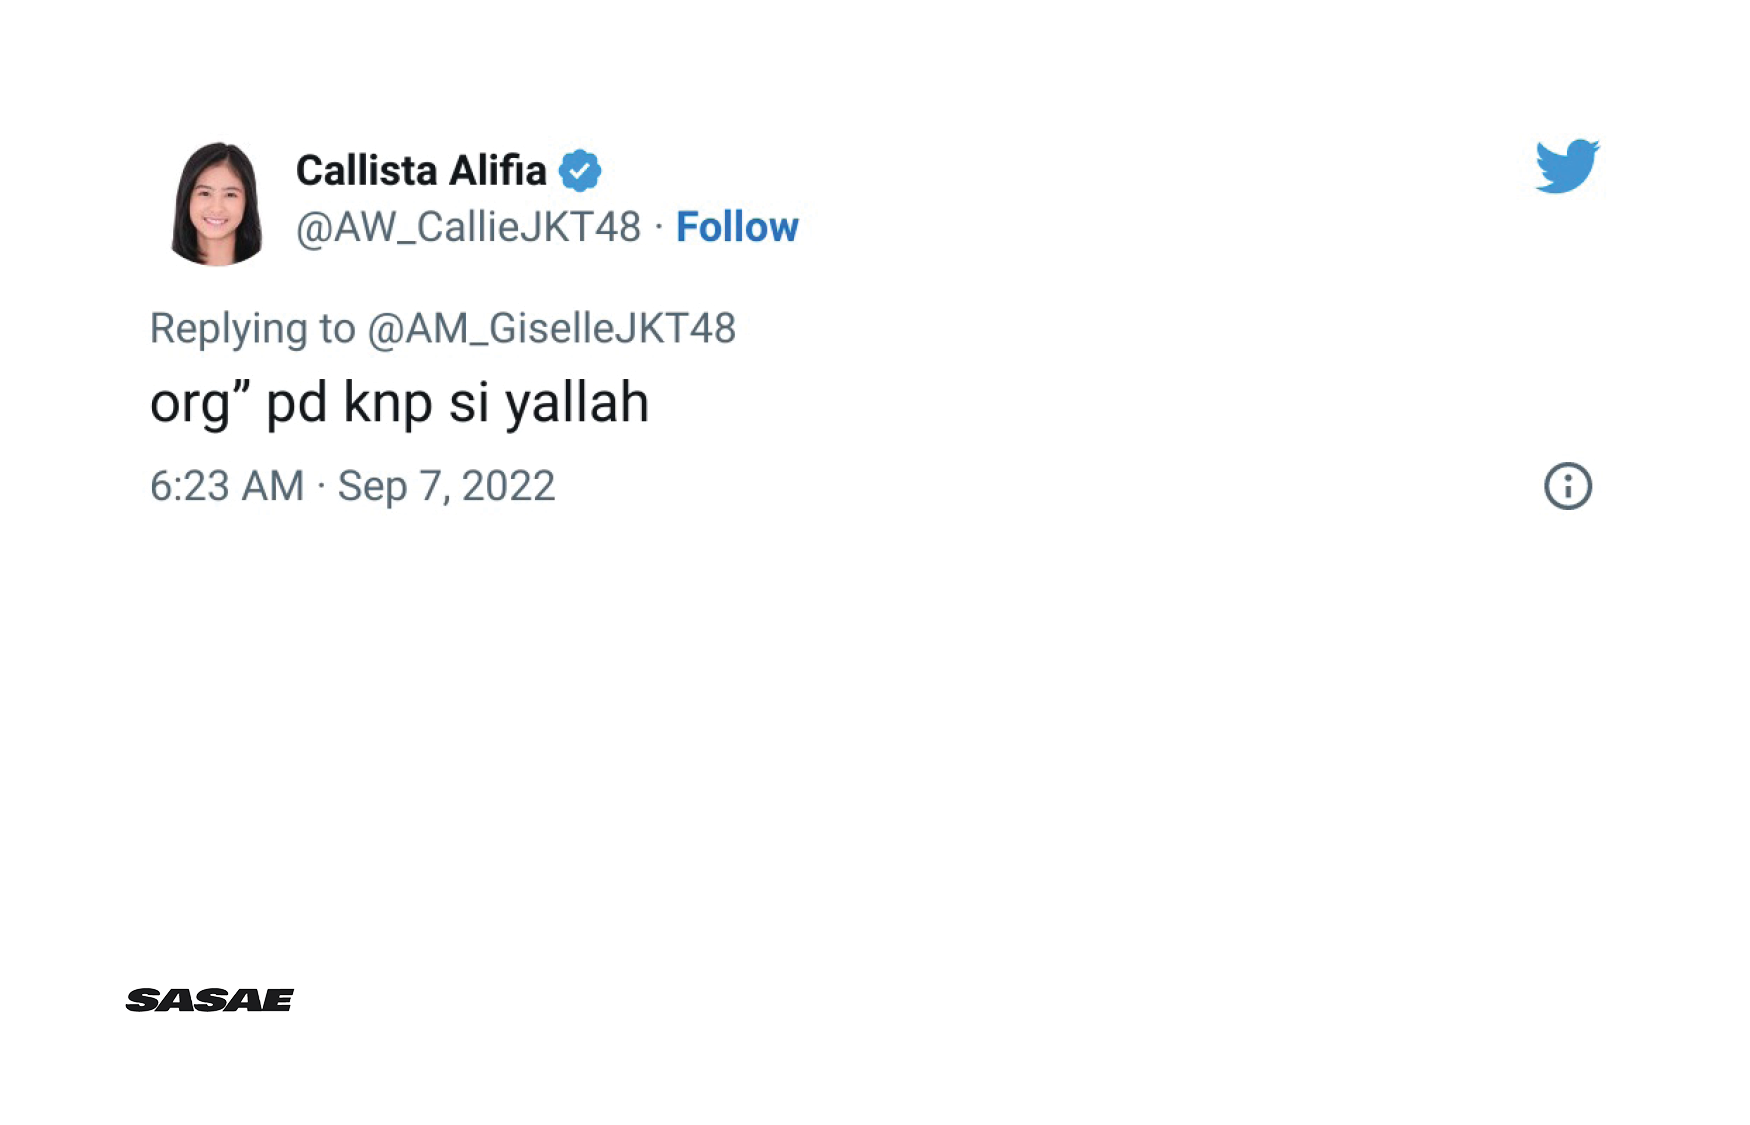 Callista Alifia
@AW_CallieJKT48 · Follow
Replying to @AM_GiselleJKT48
org” pd knp si yallah
6:23 AM · Sep 7, 2022
SASAE